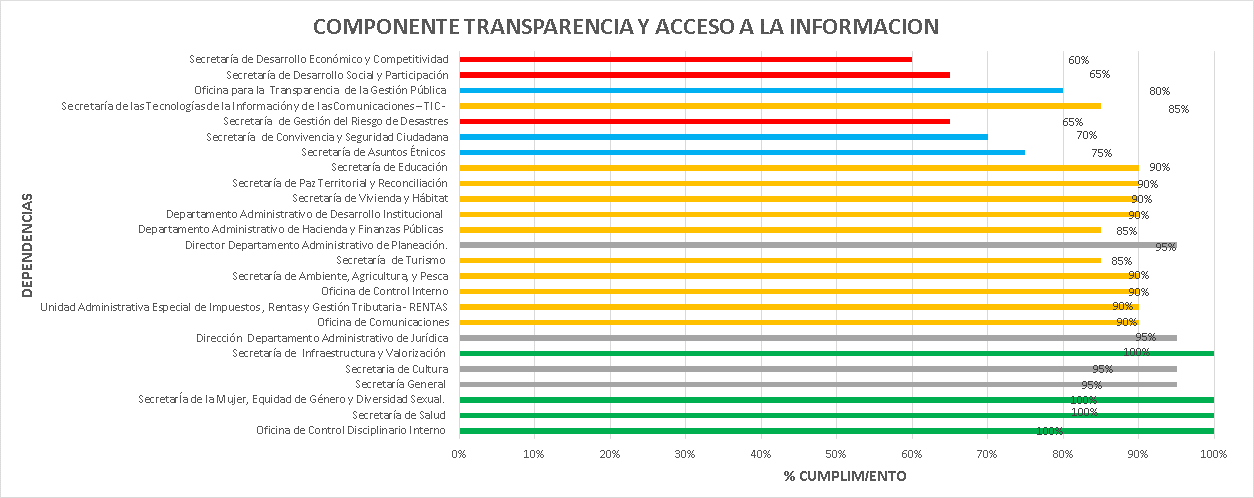 COMPONENTE TRANSPARENCIA Y ACCESO A LA INFORMACION
Secretaría de Desarrollo Económico y Competitividad 60%
Secretaría de Desarrollo Social y Participación 65%
Oficina para la Transparencia de la Gestión Pública 80%
Secretaría de las Tecnologías de la Información y de las Comunicaciones – TIC - 85%
Secretaría de Gestión del Riesgo de Desastres 65%
Secretaría de Convivencia y Seguridad Ciudadana 70%
Secretaría de Asuntos Étnicos 75%
Secretaría de Educación 90%
Secretaría de Paz Territorial y Reconciliación 90%
Secretaría de Vivienda y Hábitat 90%
Departamento Administrativo de Desarrollo Institucional 90%
Departamento Administrativo de Hacienda y Finanzas Públicas 85%
Director Departamento Administrativo de Planeación. 95%
Secretaría de Turismo 85%
Secretaría de Ambiente, Agricultura, y Pesca 90%
Oficina de Control Interno 90%
Unidad Administrativa Especial de Impuestos, Rentas y Gestión Tributaria - RENTAS 90%
Oficina de Comunicaciones 90%
Dirección Departamento Administrativo de Jurídica 95%
Secretaría de Infraestructura y Valorización 100%
Secretaria de Cultura 95%
Secretaría General 95%
Secretaría de la Mujer, Equidad de Género y Diversidad Sexual. 100%
Secretaría de Salud 100%
Oficina de Control Disciplinario Interno 100%
DEPENDENCIAS
0% 10% 20% 30% 40% 50% 60% 70% 80% 90% 100%
% CUMPLIMIENTO